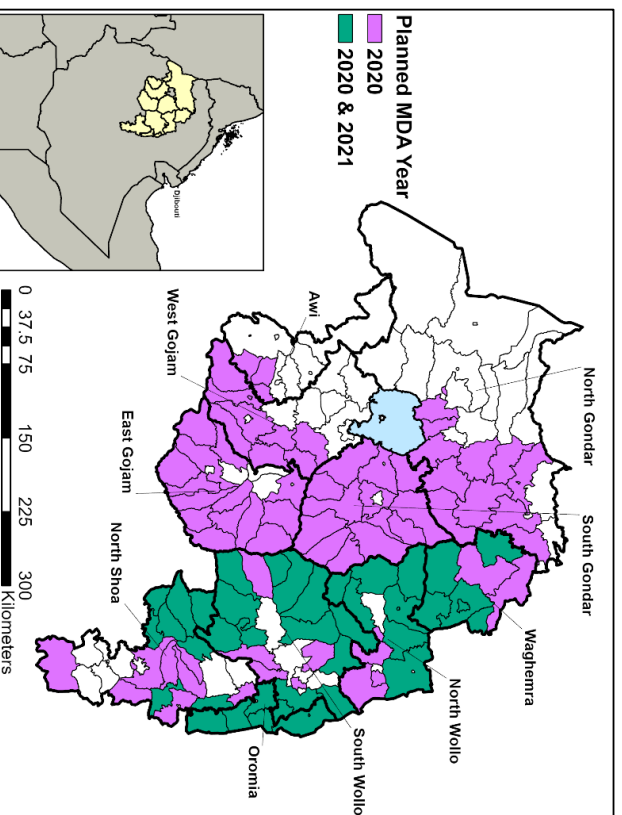 Planned MDA Year
2020
2020 & 2021
North Gondar
South Gondar
Waghemra
North Wollo
South Wollo
Oromia
North Shoa
East Gojam
West Gojam
Awi
Djibouti
0 37.5 75 150 225 300
Kilometers